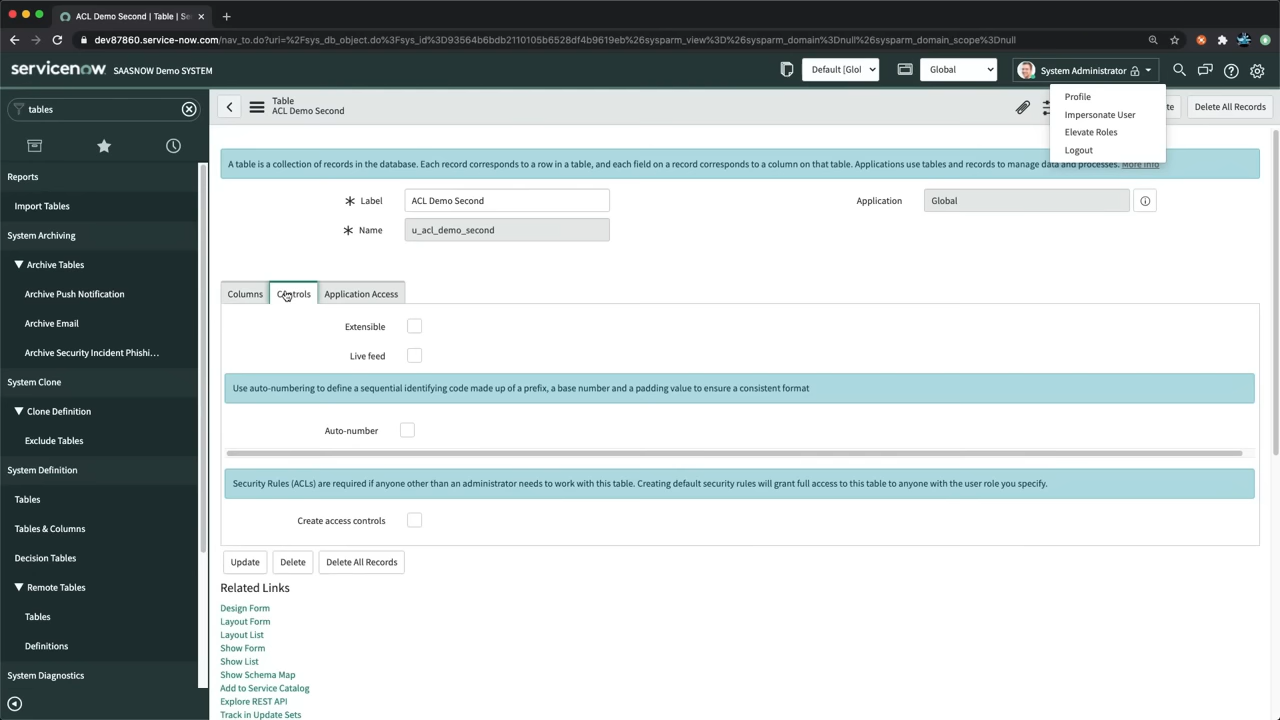 ACL Demo Second | Table | Se
dev87860.service-now.com/nav_to.do?uri=%2Fsys_db_object.do%3Fsys_id%3D93564b6bdb2110105b6528df4b9619eb%26sysparm_view%3D%26sysparm_domain%3Dnull%26sysparm_domain_scope%3Dnull
servicenow SAASNOW Demo SYSTEM
Default [Glol
Global
System Administrator
Profile
Impersonate User
Elevate Roles
Logout
tables
Reports
Import Tables
System Archiving
Archive Tables
Archive Push Notification
Archive Email
Archive Security Incident Phishi...
System Clone
Clone Definition
Exclude Tables
System Definition
Tables
Tables & Columns
Decision Tables
Remote Tables
Tables
Definitions
System Diagnostics
Table
ACL Demo Second
te
Delete All Records
A table is a collection of records in the database. Each record corresponds to a row in a table, and each field on a record corresponds to a column on that table. Applications use tables and records to manage data and processes. More Info
Label
ACL Demo Second
Application
Global
Name
u_acl_demo_second
Columns
Controls
Application Access
Extensible
Live feed
Use auto-numbering to define a sequential identifying code made up of a prefix, a base number and a padding value to ensure a consistent format
Auto-number
Security Rules (ACLs) are required if anyone other than an administrator needs to work with this table. Creating default security rules will grant full access to this table to anyone with the user role you specify.
Create access controls
Update
Delete
Delete All Records
Related Links
Design Form
Layout Form
Layout List
Show Form
Show List
Show Schema Map
Add to Service Catalog
Explore REST API
Track in Update Sets